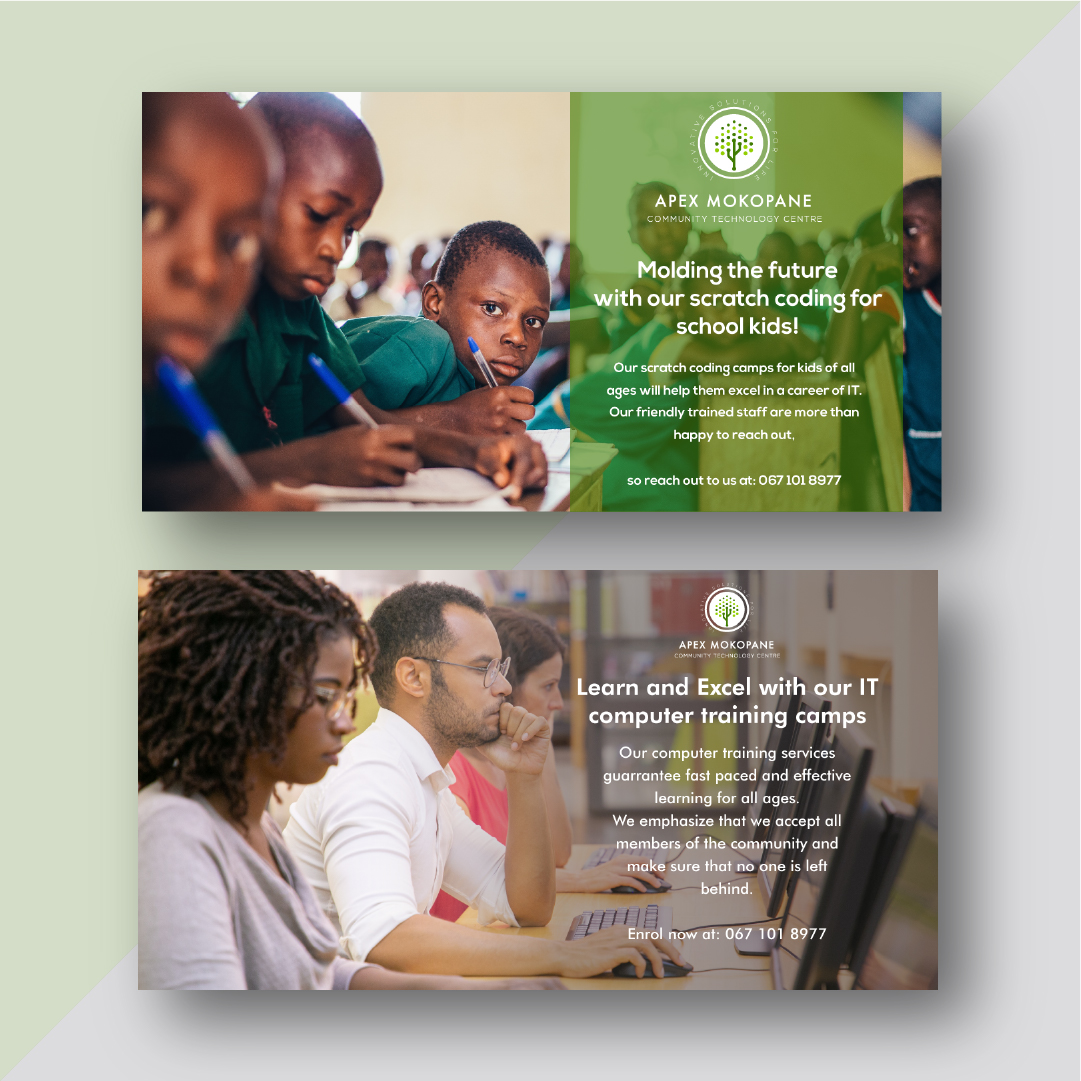 INNOVATIVE SOLUTIONS FOR LIFE
APEX MOKOPANE
COMMUNITY TECHNOLOGY CENTRE
Molding the future
with our scratch coding for
school kids!
Our scratch coding camps for kids of all
ages will help them excel in a career of IT.
Our friendly trained staff are more than
happy to reach out,
so reach out to us at: 067 101 8977
APEX MOKOPANE
COMMUNITY TECHNOLOGY CENTRE
Learn and Excel with our IT
computer training camps
Our computer training services
guarrantee fast paced and effective
learning for all ages.
We emphasize that we accept all
members of the community and
make sure that no one is left
behind.
Enrol now at: 067 101 8977